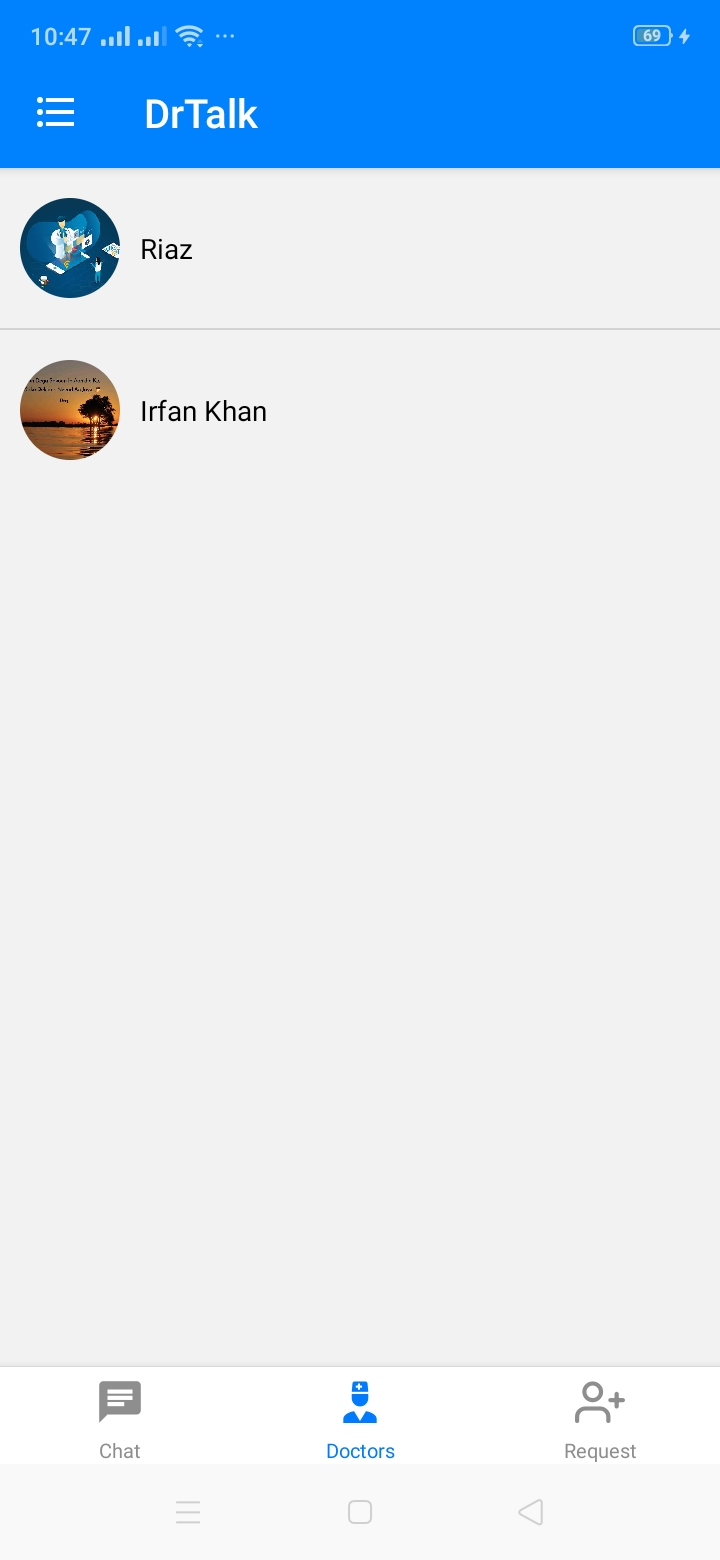 10:47
69
DrTalk
Riaz
Irfan Khan
Chat
Doctors
Request